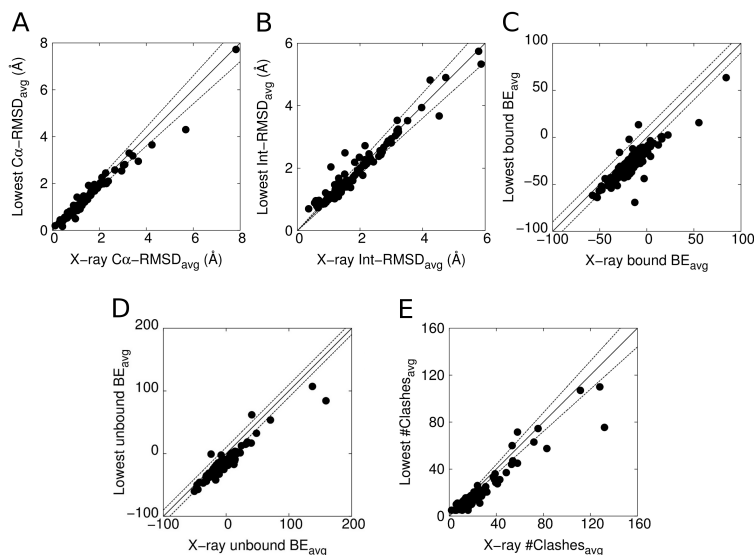 A
8
6
4
2
0
0 2 4 6 8
Lowest Cα−RMSDavg (Å)
X−ray Cα−RMSDavg (Å)
B
6
4
2
0
0 2 4 6
Lowest Int−RMSDavg (Å)
X−ray Int−RMSDavg (Å)
C
100
50
0
−50
−100
−100 −50 0 50 100
Lowest bound BEavg
X−ray bound BEavg
D
200
100
0
−100
−100 0 100 200
Lowest unbound BEavg
X−ray unbound BEavg
E
160
120
80
40
0
0 40 80 120 160
Lowest #Clashesavg
X−ray #Clashesavg